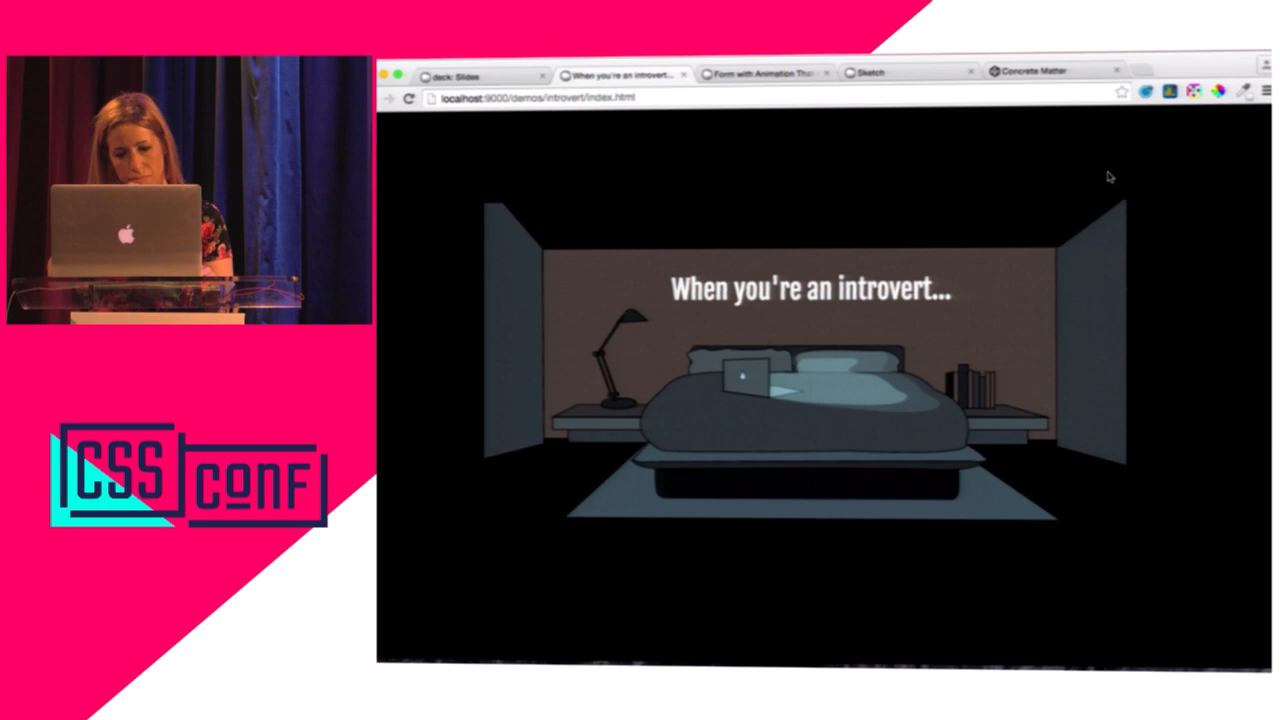 deck: Slides
When you're an introvert...
Form with Animation That
Sketch
Concrete Matter
localhost:9000/demos/introvert/index.html
When you're an introvert...
CSS
conf